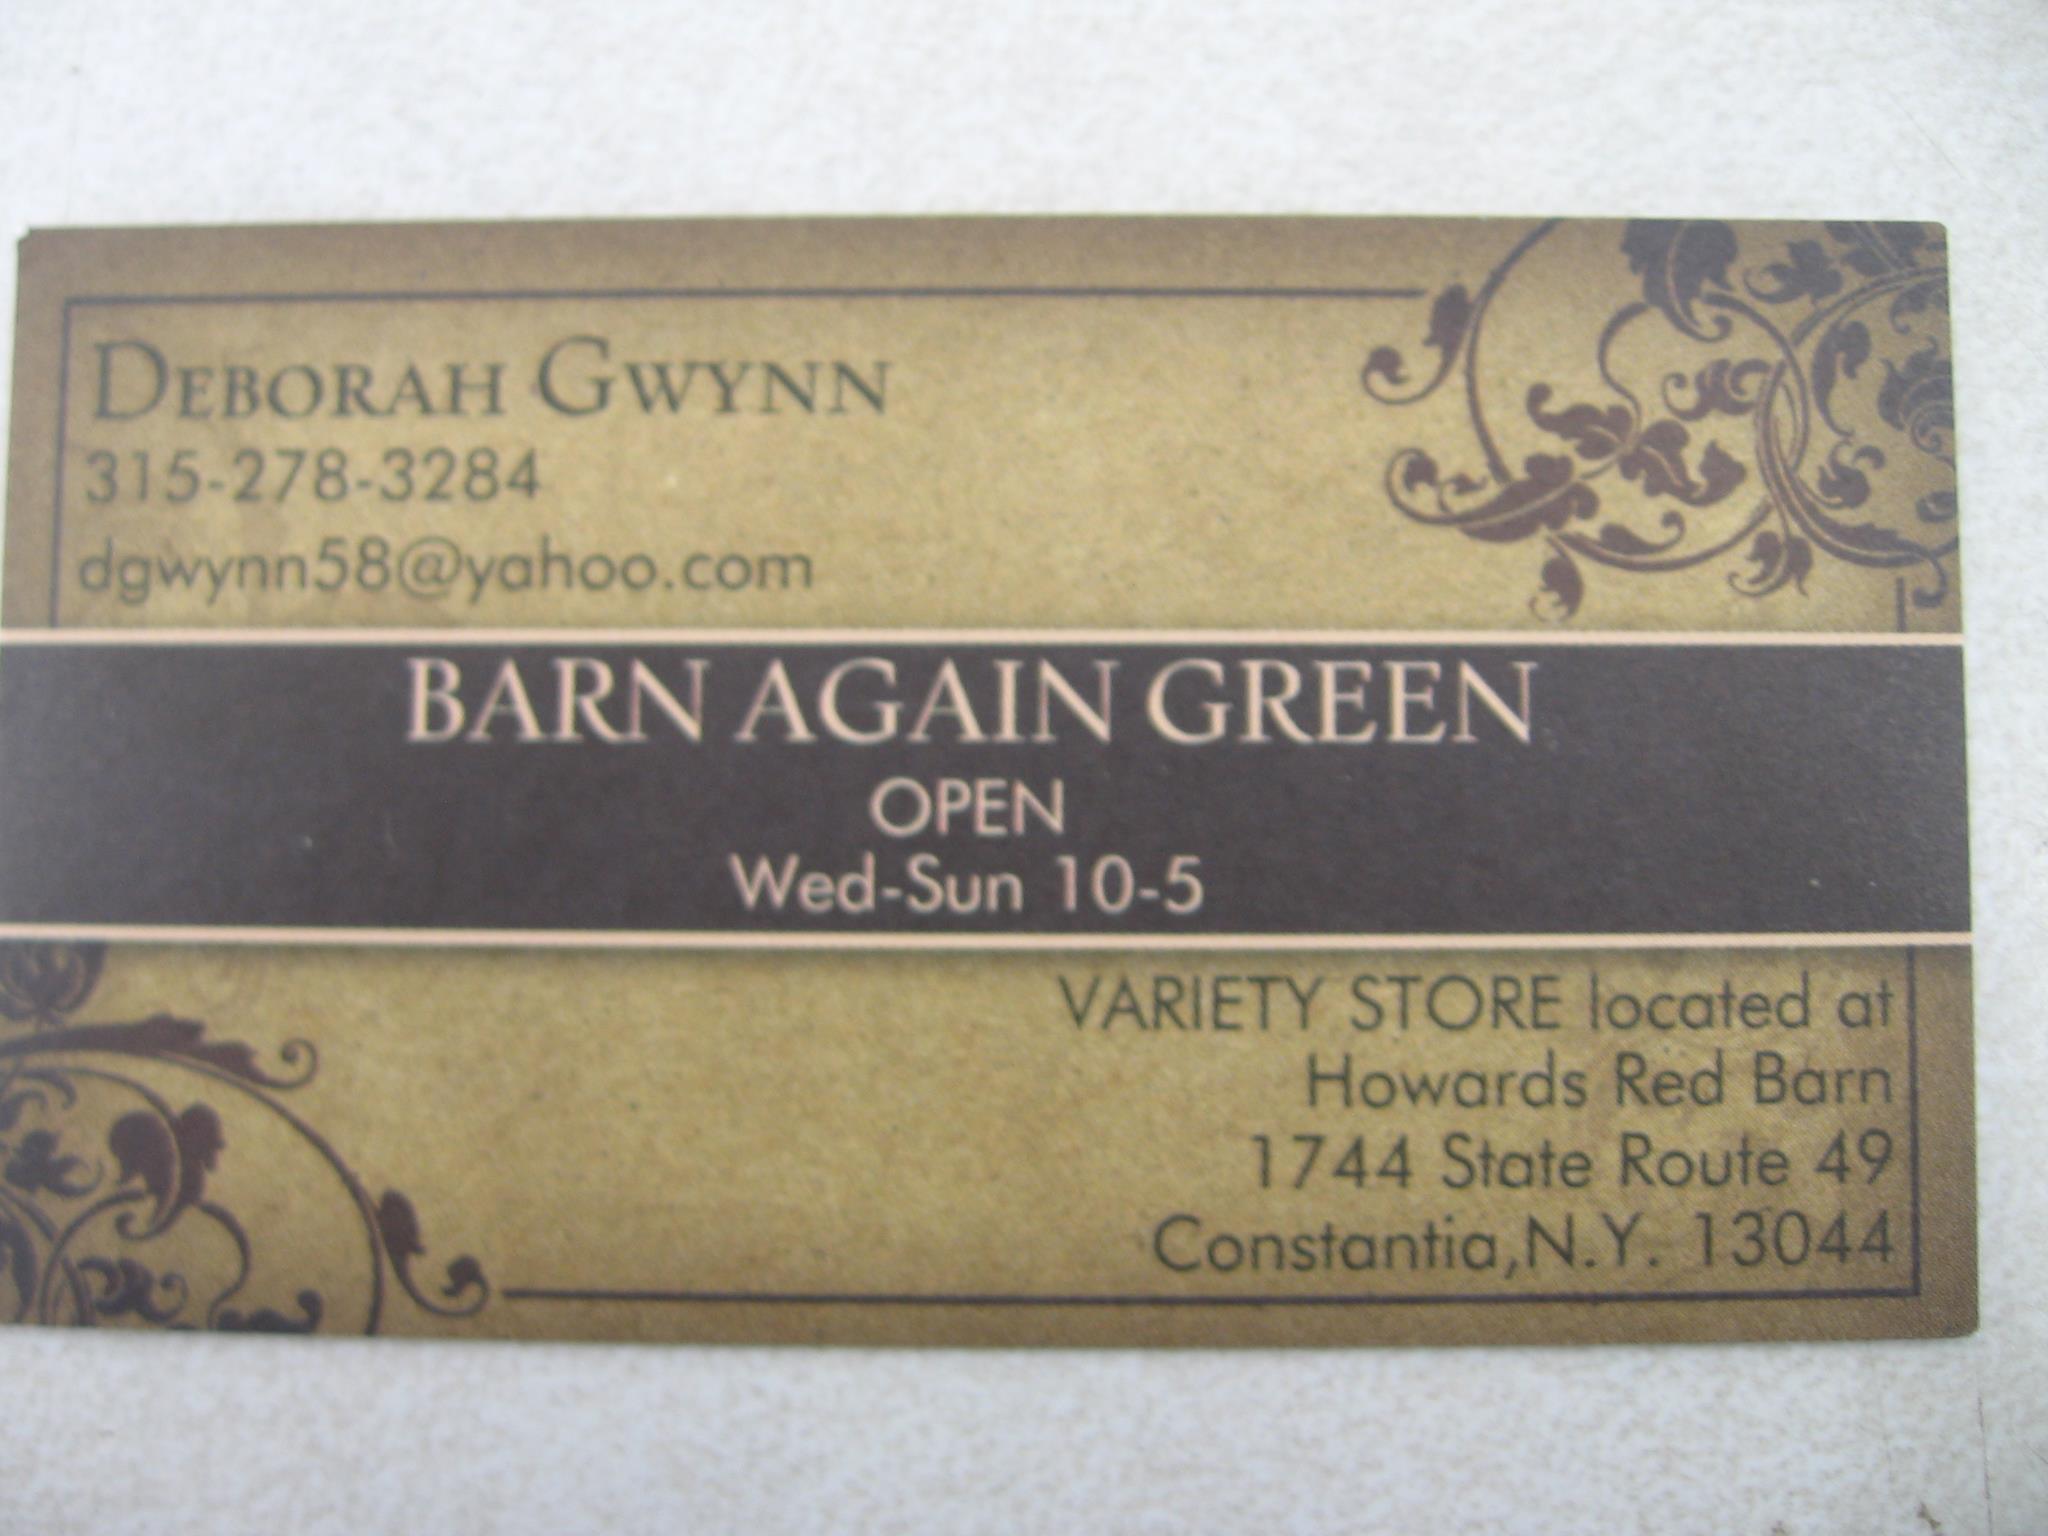 DEBORAH GWYNN
315-278-3284
dgwynn58@yahoo.com
BARN AGAIN GREEN
OPEN
Wed-Sun 10-5
VARIETY STORE located at
Howards Red Barn
1744 State Route 49
Constantia,N.Y. 13044